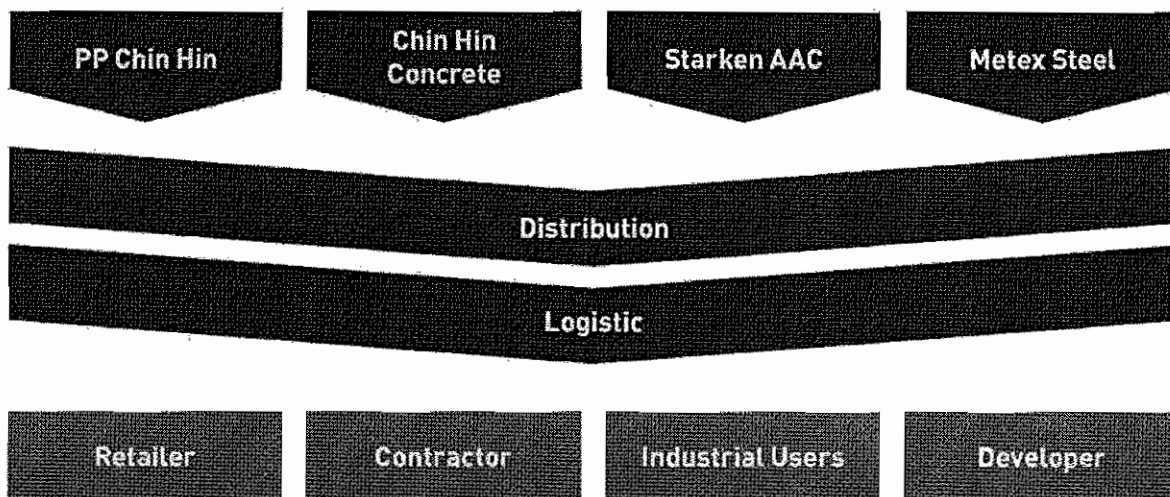 PP Chin Hin
Chin Hin
Concrete
Starken AAC
Metex Steel
Distribution
Logistic
Retailer
Contractor
Industrial Users
Developer